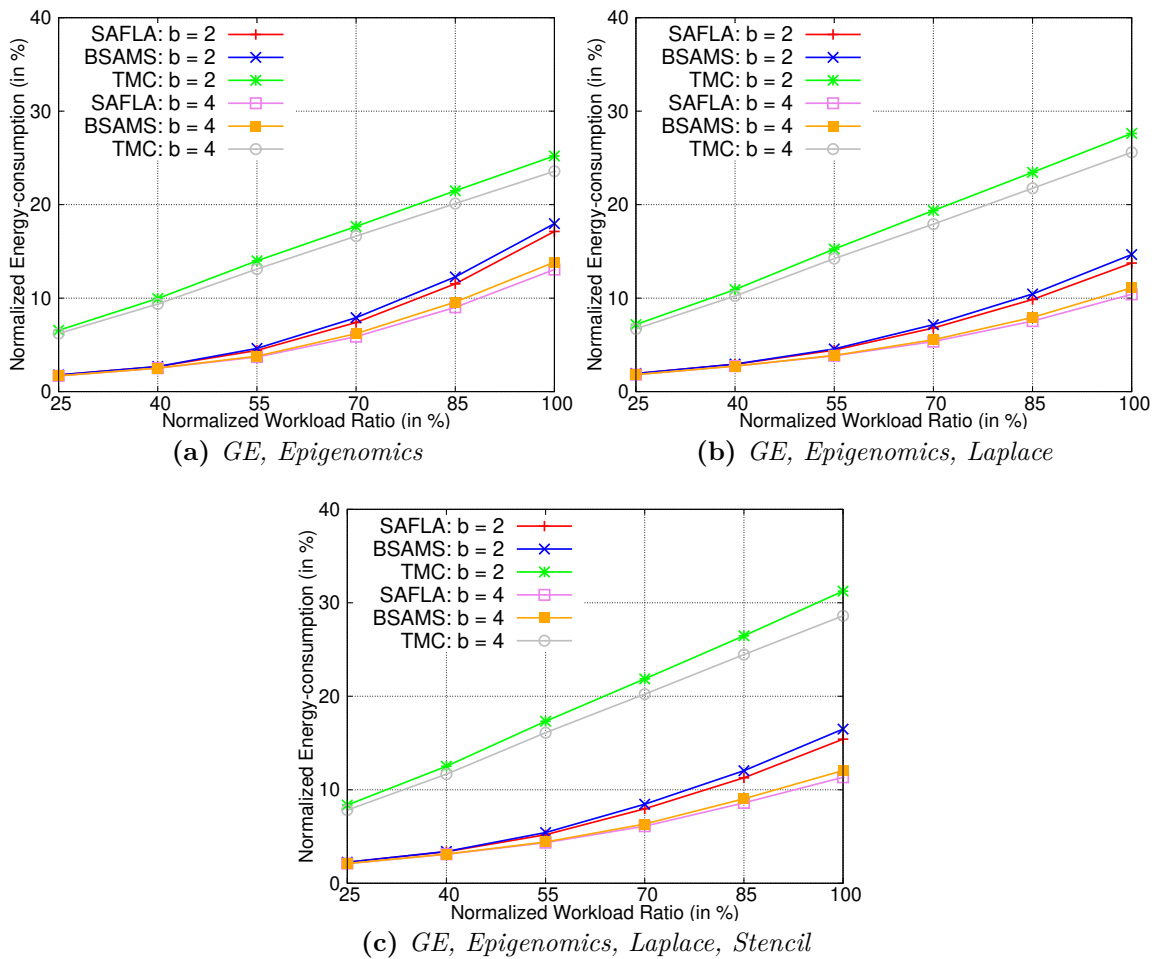 Normalized Energy-consumption (in %)
40
30
20
10
0
SAFLA: b = 2
BSAMS: b = 2
TMC: b = 2
SAFLA: b = 4
BSAMS: b = 4
TMC: b = 4
25 40 55 70 85 100
Normalized Workload Ratio (in %)
(a) GE, Epigenomics
Normalized Energy-consumption (in %)
40
30
20
10
0
SAFLA: b = 2
BSAMS: b = 2
TMC: b = 2
SAFLA: b = 4
BSAMS: b = 4
TMC: b = 4
25 40 55 70 85 100
Normalized Workload Ratio (in %)
(b) GE, Epigenomics, Laplace
Normalized Energy-consumption (in %)
40
30
20
10
0
SAFLA: b = 2
BSAMS: b = 2
TMC: b = 2
SAFLA: b = 4
BSAMS: b = 4
TMC: b = 4
25 40 55 70 85 100
Normalized Workload Ratio (in %)
(c) GE, Epigenomics, Laplace, Stencil